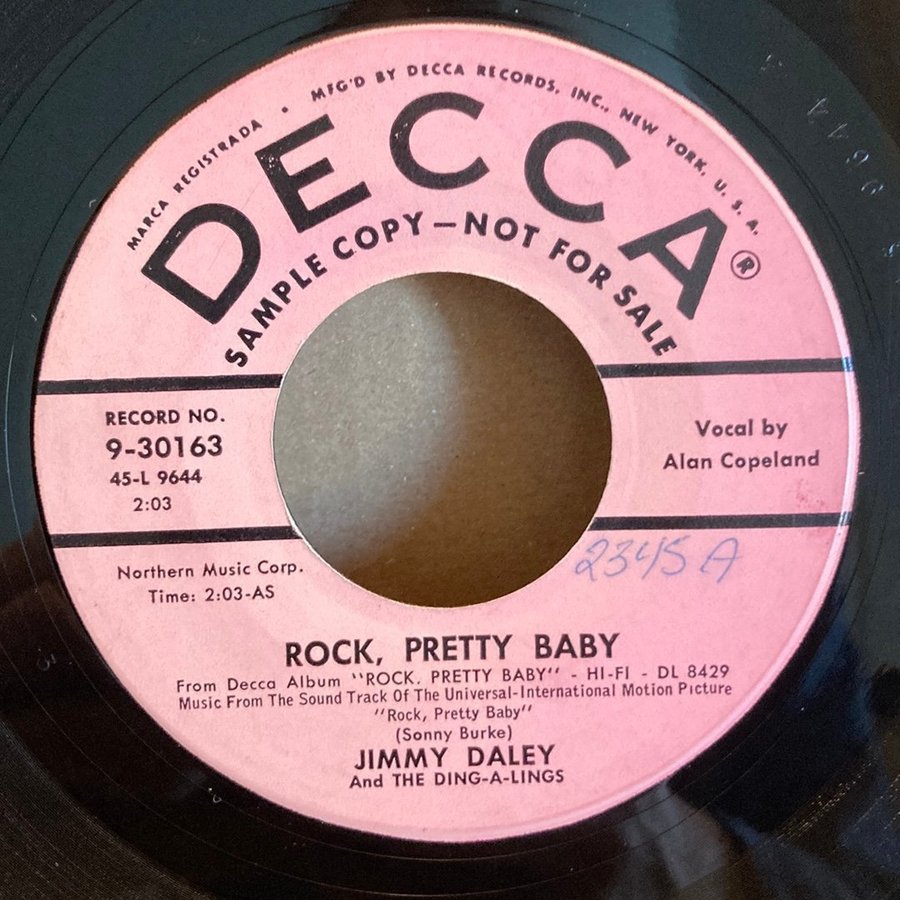 MARCA REGISTRADA • MFG'D BY DECCA RECORDS, INC., NEW YORK, U. S. A.
DECCA®
SAMPLE COPY—NOT FOR SALE
RECORD NO.
9-30163
45-L 9644
2:03
Vocal by
Alan Copeland
2345 A
Northern Music Corp.
Time: 2:03-AS
ROCK, PRETTY BABY
From Decca Album "ROCK. PRETTY BABY" - HI-FI - DL 8429
Music From The Sound Track Of The Universal-International Motion Picture
"Rock, Pretty Baby"
(Sonny Burke)
JIMMY DALEY
And THE DING-A-LINGS